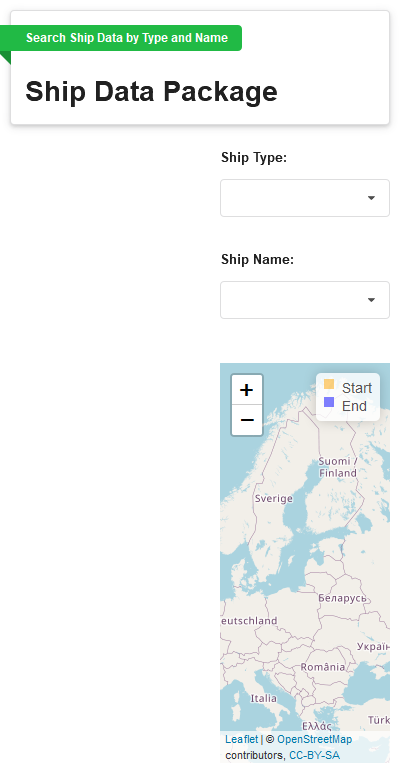 Search Ship Data by Type and Name
Ship Data Package
Ship Type:
Ship Name:
+
−
Start
End
Suomi /
Finland
Sverige
Беларусь
eutschland
Україн
România
Italia
Ελλάς
Türk
Leaflet | © OpenStreetMap
contributors, CC-BY-SA